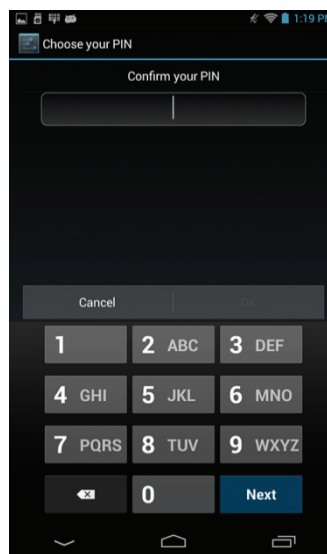 1:19 P
Choose your PIN
Confirm your PIN
Cancel
OK
1
2 ABC
3 DEF
4 GHI
5 JKL
6 MNO
7 PQRS
8 TUV
9 WXYZ
0
Next